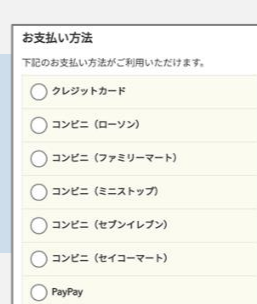 お支払い方法
下記のお支払い方法がご利用いただけます。
クレジットカード
コンビニ（ローソン）
コンビニ（ファミリーマート）
コンビニ（ミニストップ）
コンビニ（セブンイレブン）
コンビニ（セイコーマート）
PayPay